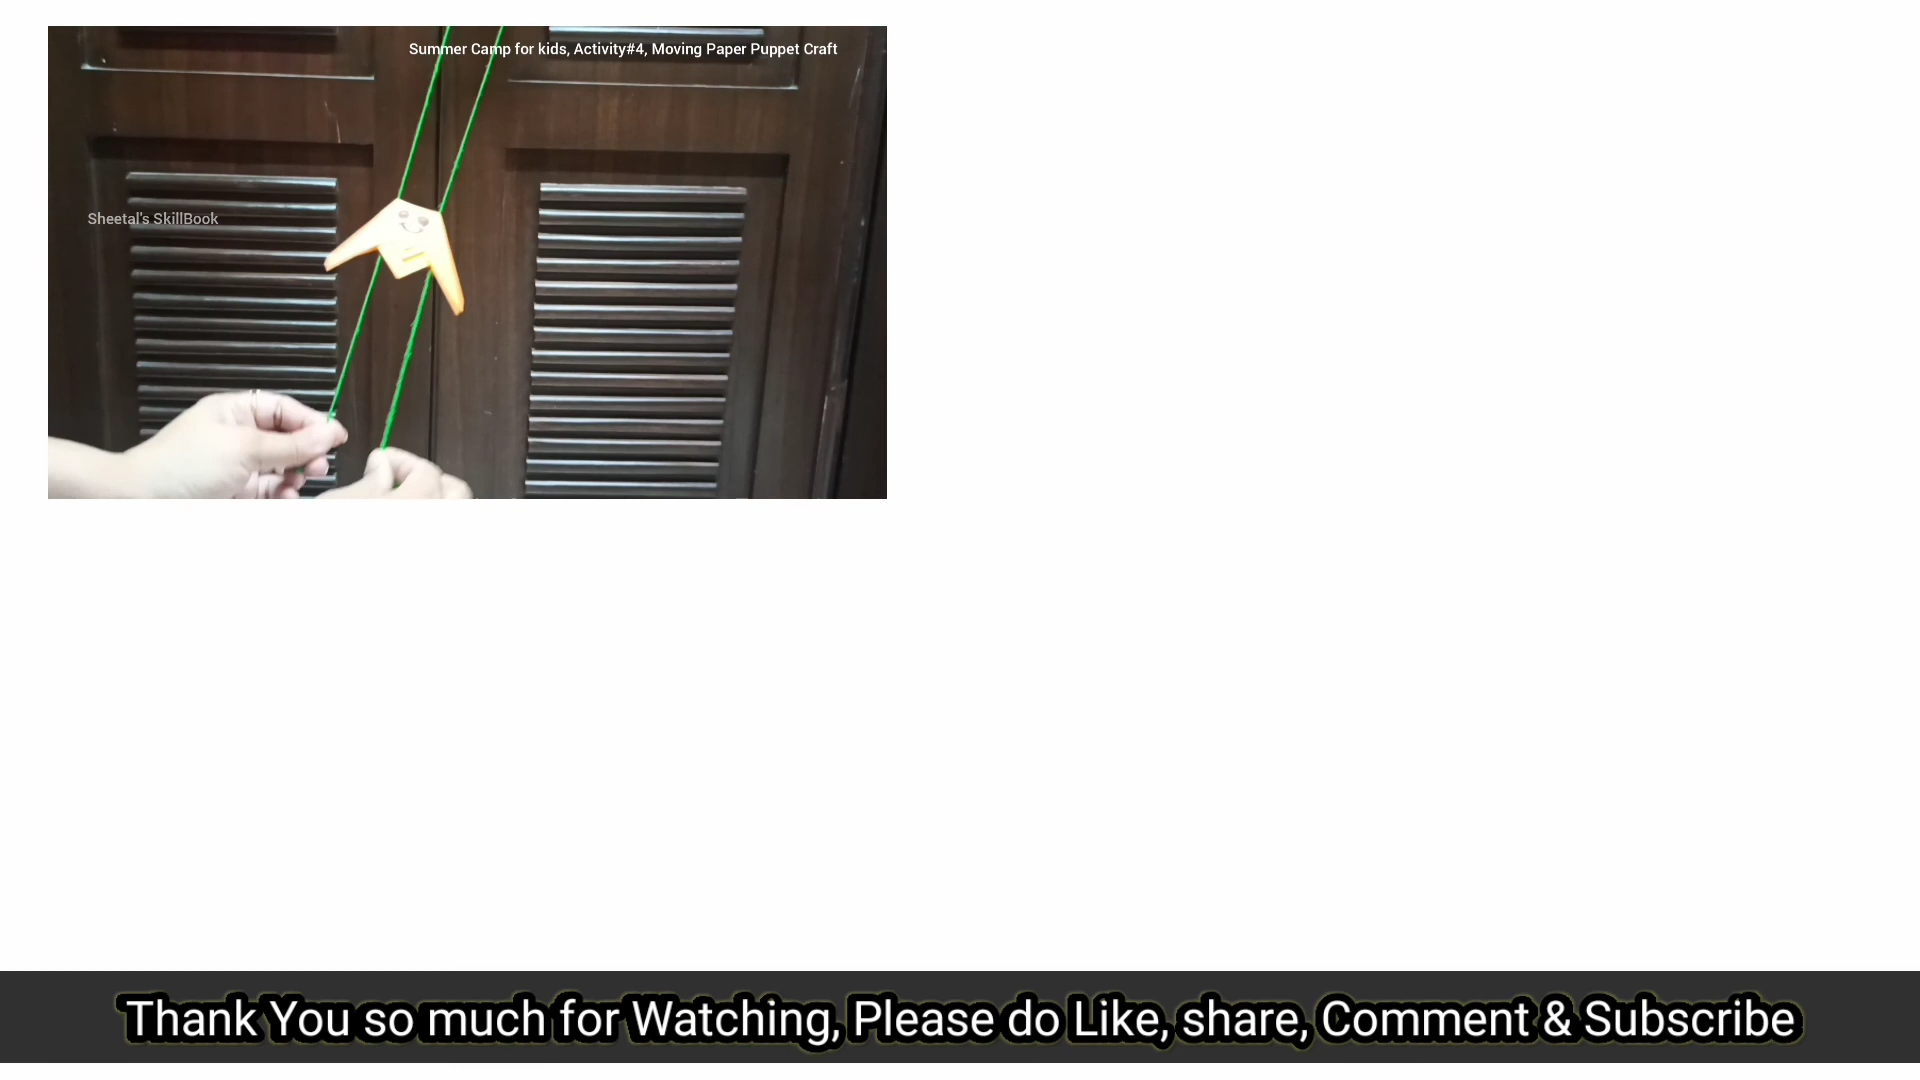 Summer Camp for kids, Activity#4, Moving Paper Puppet Craft
Sheetal's SkillBook
Thank You so much for Watching, Please do Like, share, Comment & Subscribe